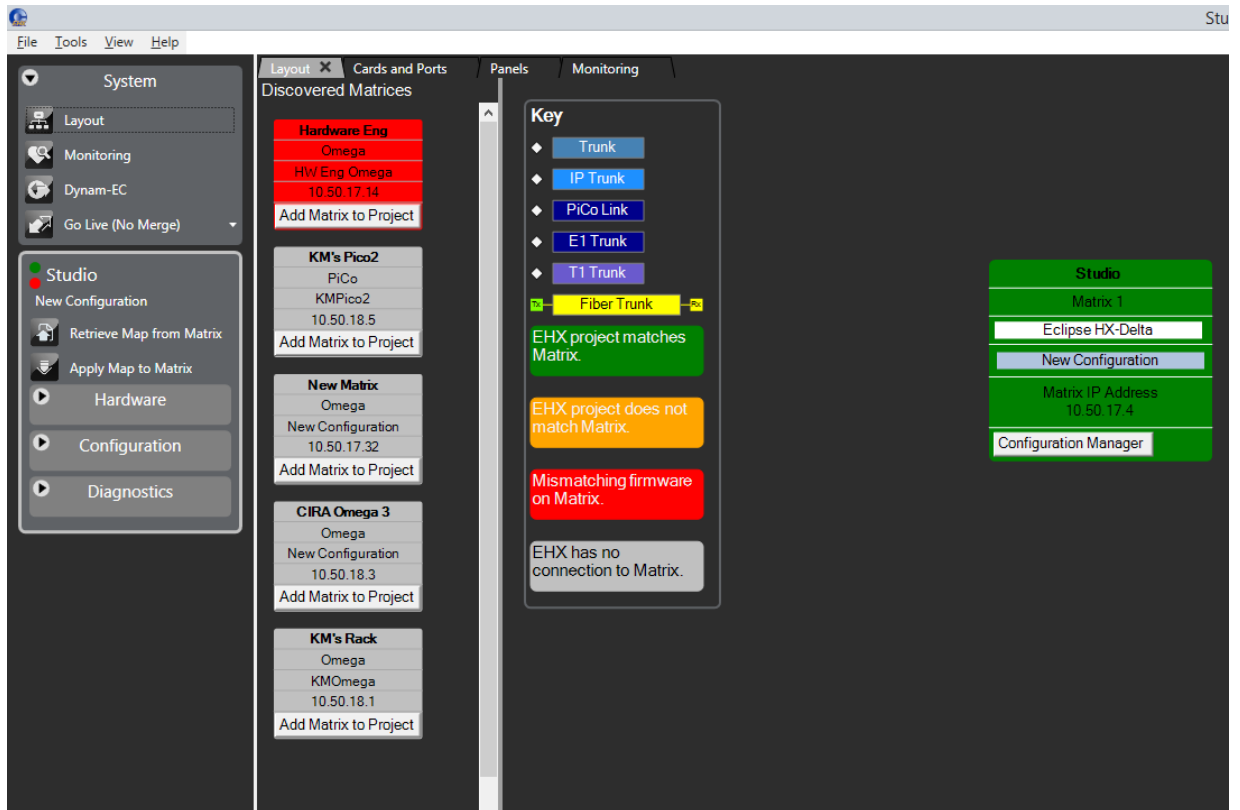 Stu
File Tools View Help
System
Layout
Monitoring
Dynam-EC
Go Live (No Merge)
Studio
New Configuration
Retrieve Map from Matrix
Apply Map to Matrix
Hardware
Configuration
Diagnostics
Layout Cards and Ports Panels Monitoring
Discovered Matrices
Hardware Eng
Omega
HW Eng Omega
10.50.17.14
Add Matrix to Project
KM's Pico2
PiCo
KMPico2
10.50.18.5
Add Matrix to Project
New Matrix
Omega
New Configuration
10.50.17.32
Add Matrix to Project
CIRA Omega 3
Omega
New Configuration
10.50.18.3
Add Matrix to Project
KM's Rack
Omega
KMOmega
10.50.18.1
Add Matrix to Project
Key
Trunk
IP Trunk
PiCo Link
E1 Trunk
T1 Trunk
Tx Fiber Trunk Rx
EHX project matches
Matrix.
EHX project does not
match Matrix.
Mismatching firmware
on Matrix.
EHX has no
connection to Matrix.
Studio
Matrix 1
Eclipse HX-Delta
New Configuration
Matrix IP Address
10.50.17.4
Configuration Manager